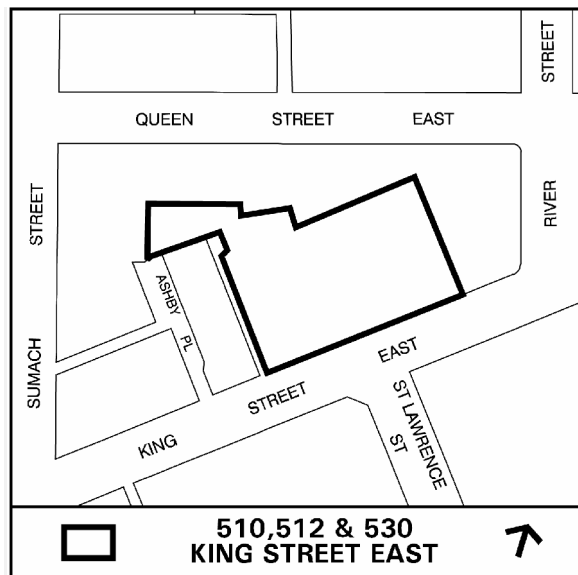 STREET
QUEEN STREET EAST
STREET
RIVER
ASHBY
PL
SUMACH
EAST
STREET
KING
ST LAWRENCE
ST
510,512 & 530
KING STREET EAST